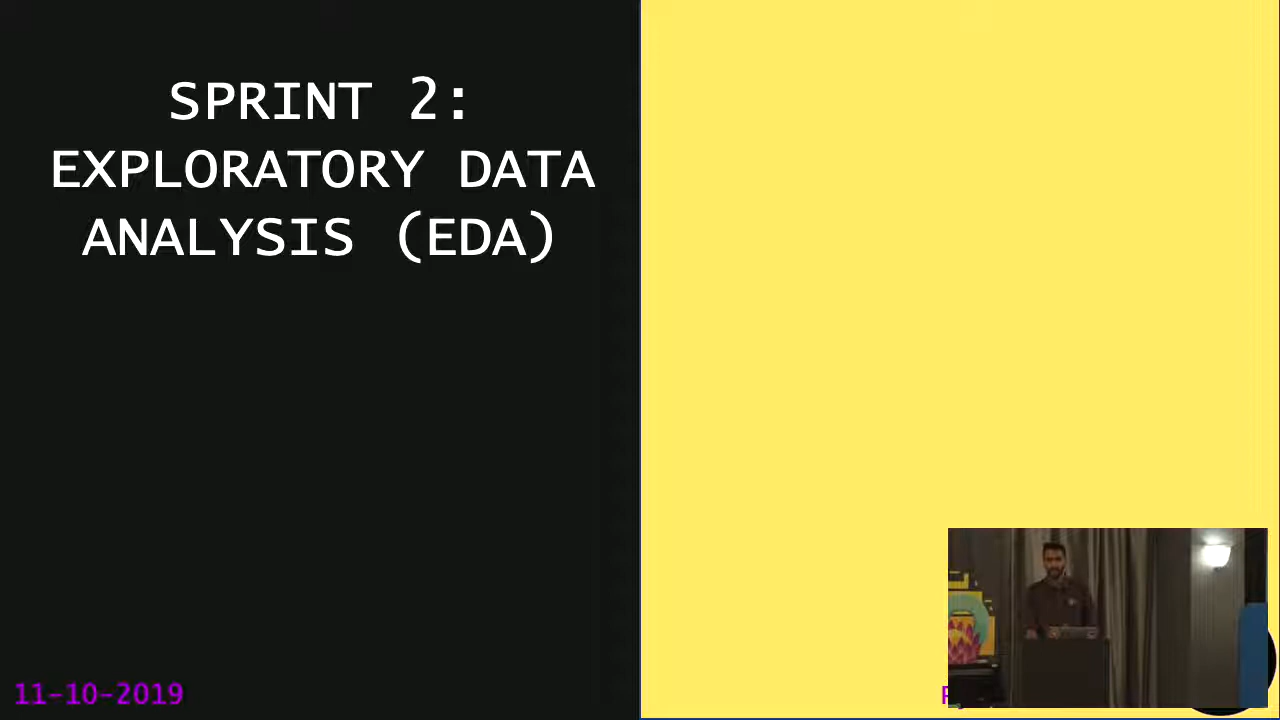 SPRINT 2:
EXPLORATORY DATA
ANALYSIS (EDA)
11-10-2019